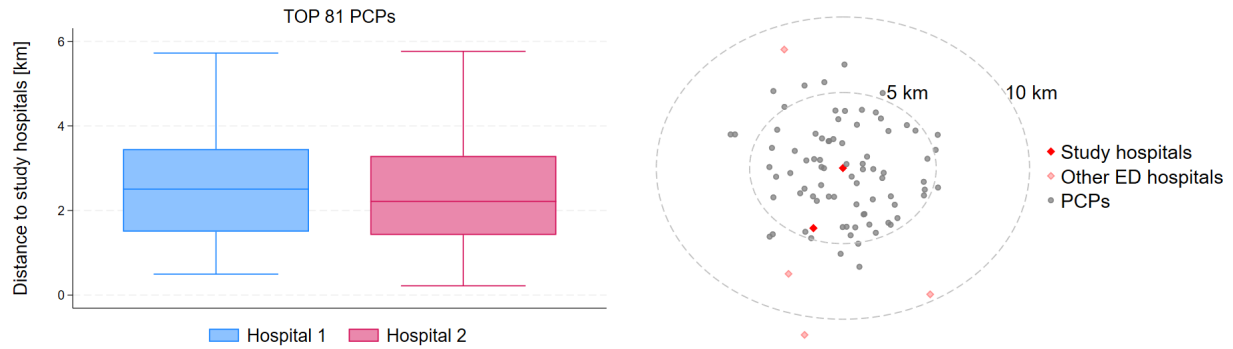 TOP 81 PCPs
Distance to study hospitals [km]
6
4
2
0
Hospital 1
Hospital 2
5 km
10 km
Study hospitals
Other ED hospitals
PCPs